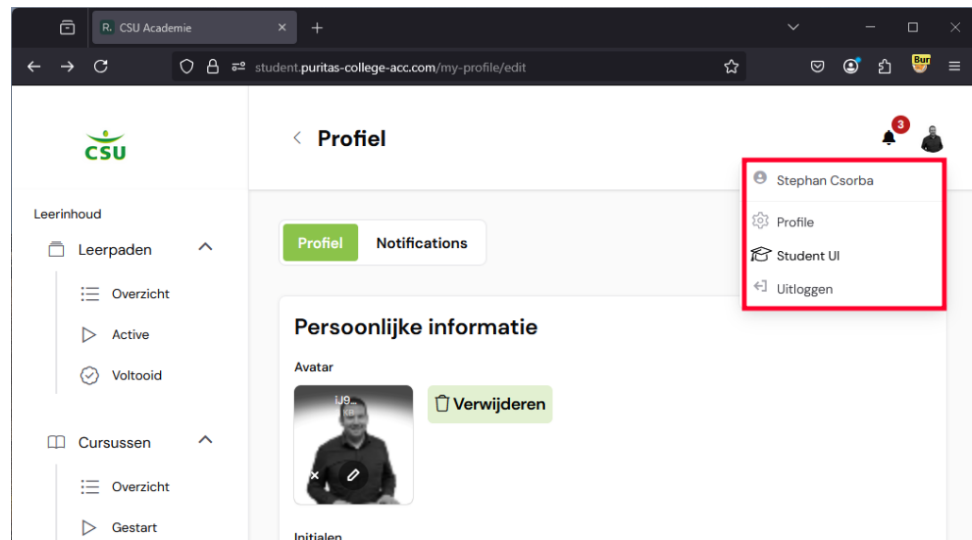 R. CSU Academie
student.puritas-college-acc.com/my-profile/edit
Bur
CSU
Profiel
3
Stephan Csorba
Profile
Student UI
Uitloggen
Leerinhoud
Leerpaden
Overzicht
Active
Voltooid
Cursussen
Overzicht
Gestart
Profiel
Notifications
Persoonlijke informatie
Avatar
Verwijderen
Initialen